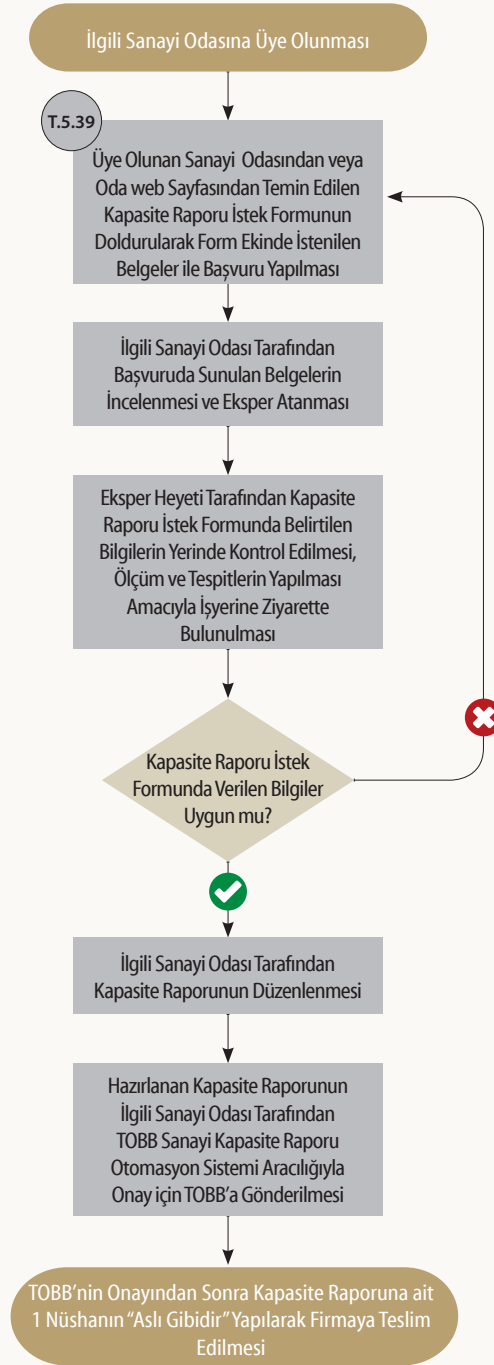 İlgili Sanayi Odasına Üye Olunması
T.5.39
Üye Olunan Sanayi Odasından veya
Oda web Sayfasından Temin Edilen
Kapasite Raporu İstek Formunun
Doldurularak Form Ekinde İstenilen
Belgeler ile Başvuru Yapılması
İlgili Sanayi Odası Tarafından
Başvuruda Sunulan Belgelerin
İncelenmesi ve Eksper Atanması
Eksper Heyeti Tarafından Kapasite
Raporu İstek Formunda Belirtilen
Bilgilerin Yerinde Kontrol Edilmesi,
Ölçüm ve Tespitlerin Yapılması
Amacıyla İşyerine Ziyarette
Bulunulması
Kapasite Raporu İstek
Formunda Verilen Bilgiler
Uygun mu?
İlgili Sanayi Odası Tarafından
Kapasite Raporunun Düzenlenmesi
Hazırlanan Kapasite Raporunun
İlgili Sanayi Odası Tarafından
TOBB Sanayi Kapasite Raporu
Otomasyon Sistemi Aracılığıyla
Onay için TOBB’a Gönderilmesi
TOBB’nin Onayından Sonra Kapasite Raporuna ait
1 Nüshanın “Aslı Gibidir” Yapılarak Firmaya Teslim
Edilmesi